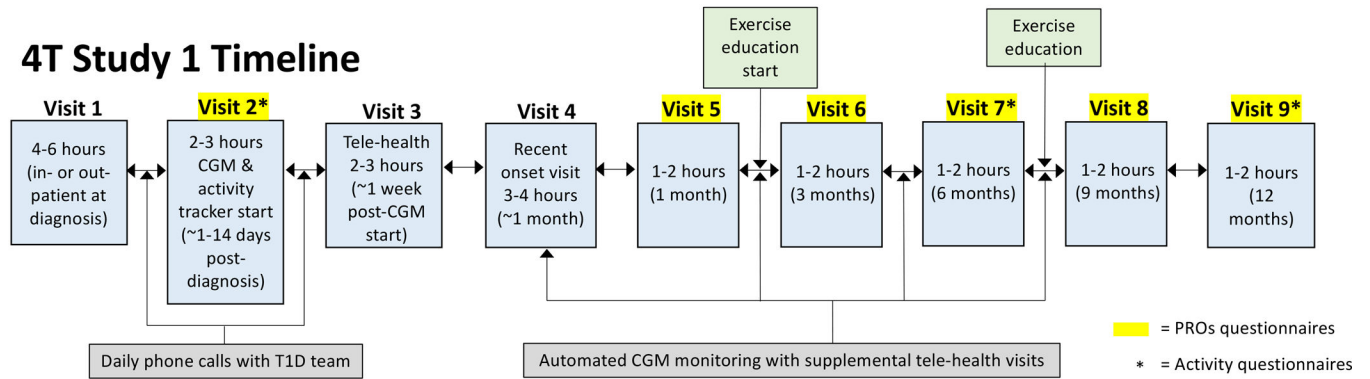 4T Study 1 Timeline
Exercise
education
start
Exercise
education
Visit 1
4-6 hours
(in- or out-
patient at
diagnosis)
Visit 2*
2-3 hours
CGM &
activity
tracker start
(~1-14 days
post-
diagnosis)
Visit 3
Tele-health
2-3 hours
(~1 week
post-CGM
start)
Visit 4
Recent
onset visit
3-4 hours
(~1 month)
Visit 5
1-2 hours
(1 month)
Visit 6
1-2 hours
(3 months)
Visit 7*
1-2 hours
(6 months)
Visit 8
1-2 hours
(9 months)
Visit 9*
1-2 hours
(12
months)
Daily phone calls with T1D team
Automated CGM monitoring with supplemental tele-health visits
= PROs questionnaires
* = Activity questionnaires